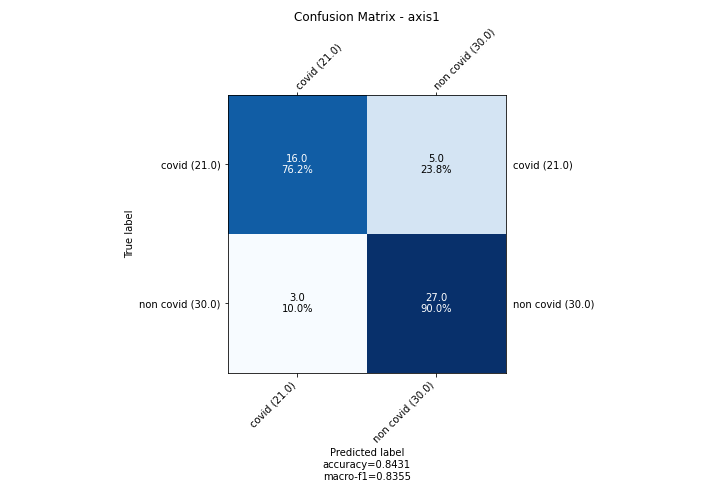 Confusion Matrix - axis1
covid (21.0)
non covid (30.0)
covid (21.0)
16.0
76.2%
5.0
23.8%
covid (21.0)
True label
non covid (30.0)
3.0
10.0%
27.0
90.0%
non covid (30.0)
covid (21.0)
non covid (30.0)
Predicted label
accuracy=0.8431
macro-f1=0.8355